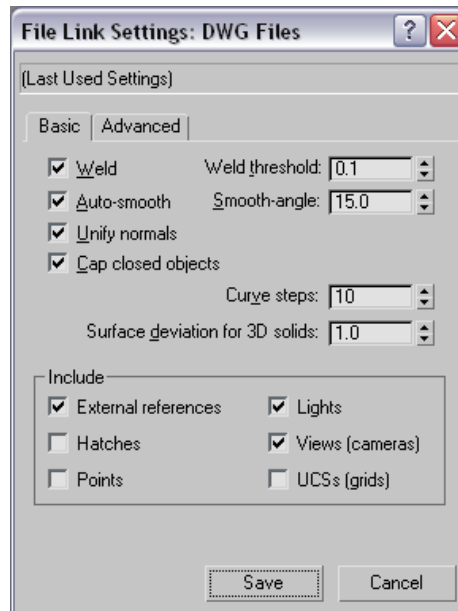 File Link Settings: DWG Files
(Last Used Settings)
Basic Advanced
Weld Weld threshold: 0.1
Auto-smooth Smooth-angle: 15.0
Unify normals
Cap closed objects
Curve steps: 10
Surface deviation for 3D solids: 1.0
Include
External references Lights
Hatches Views (cameras)
Points UCSs (grids)
Save Cancel